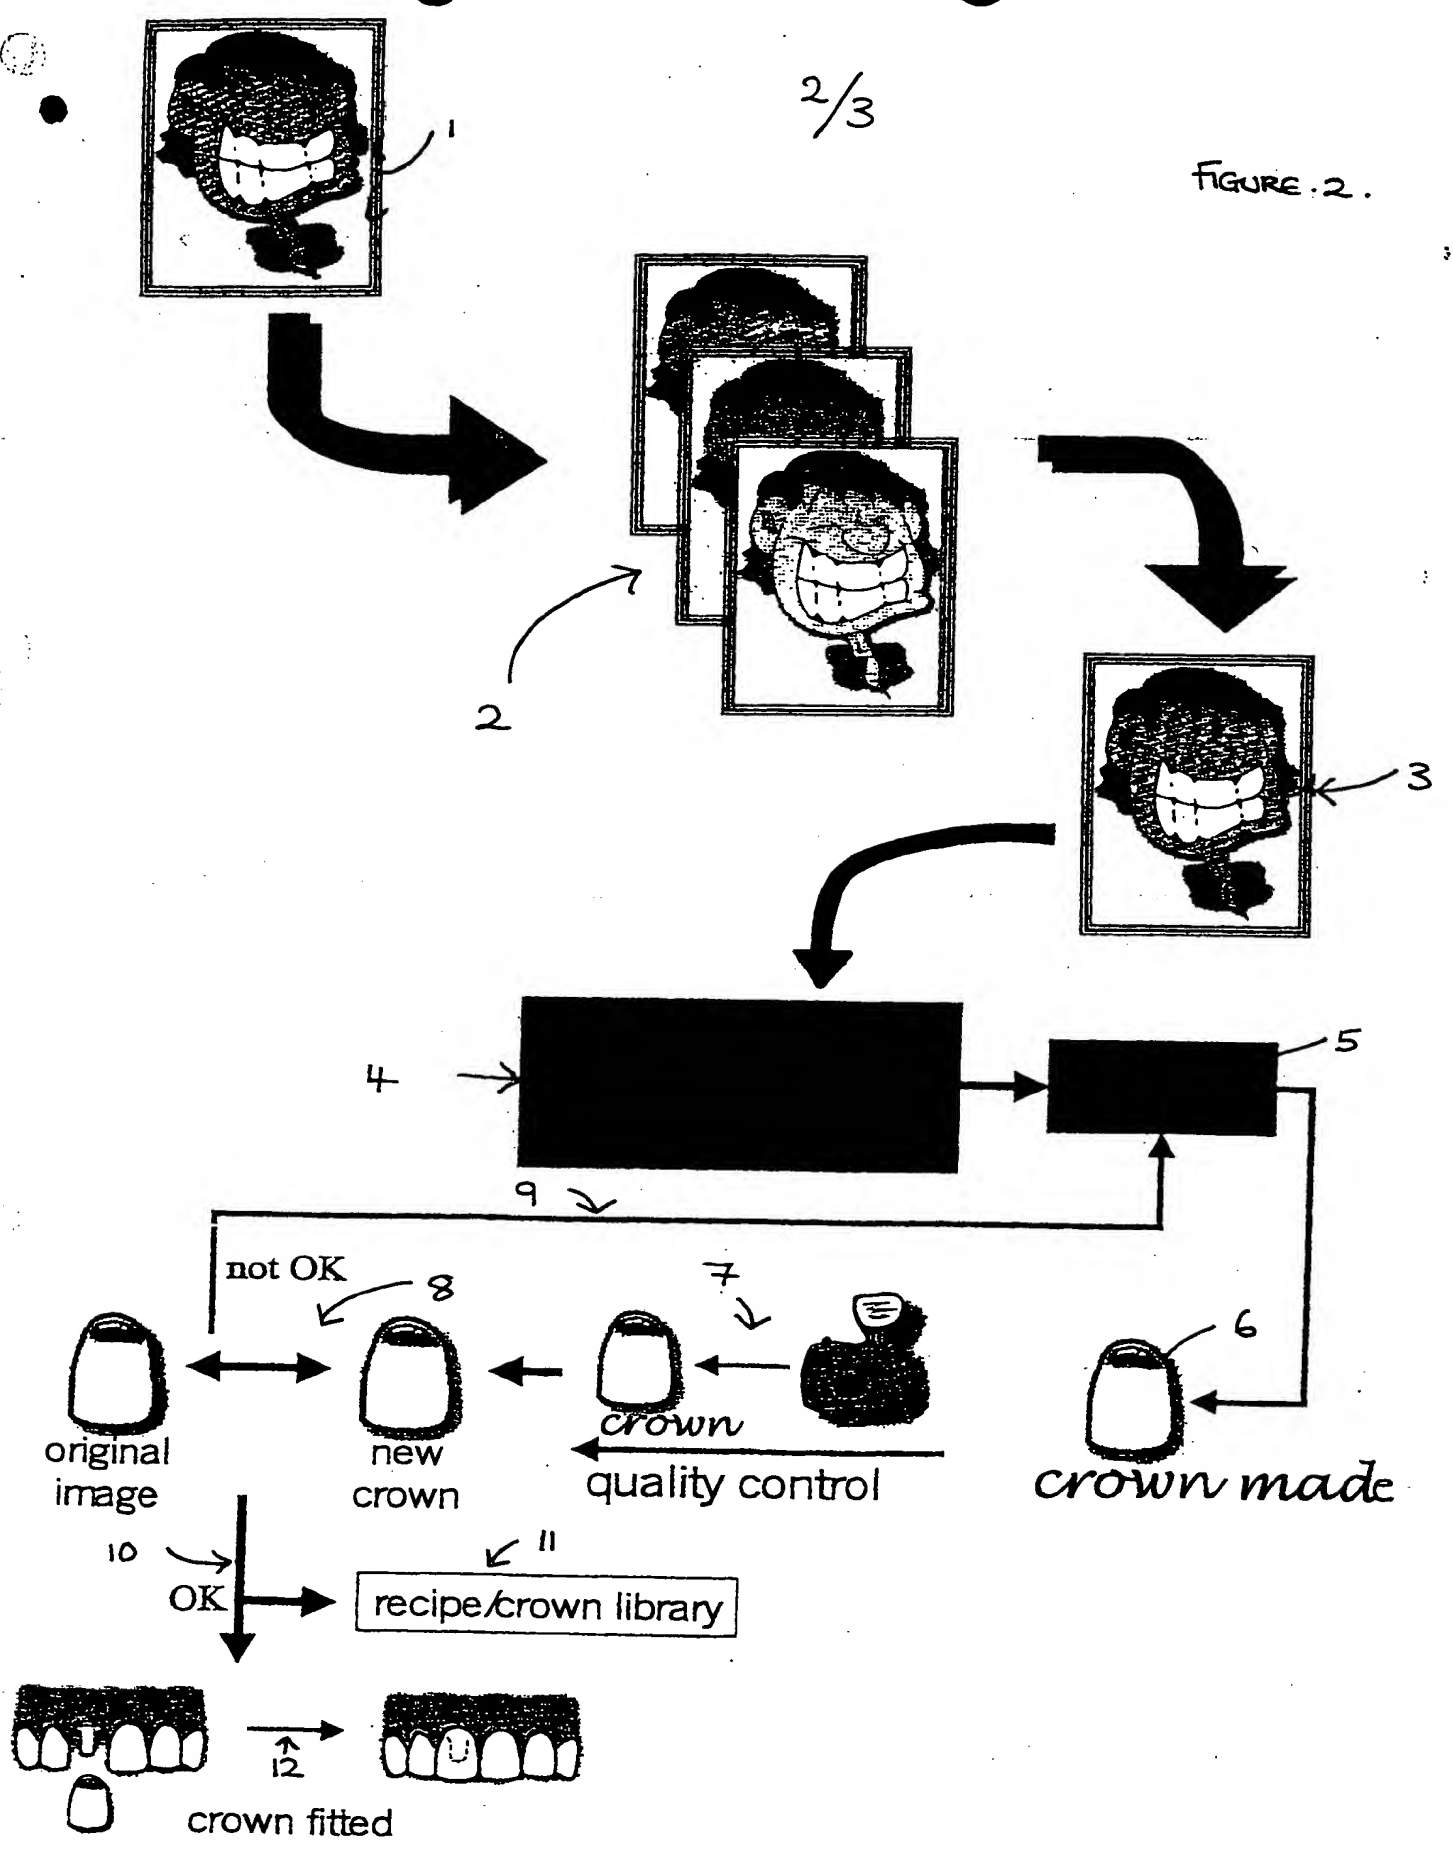 2/3
FIGURE.2.
1
2
3
4
5
9
not OK
8
7
6
original
image
new
crown
crown
quality control
crown made
10
11
OK
recipe/crown library
12
crown fitted